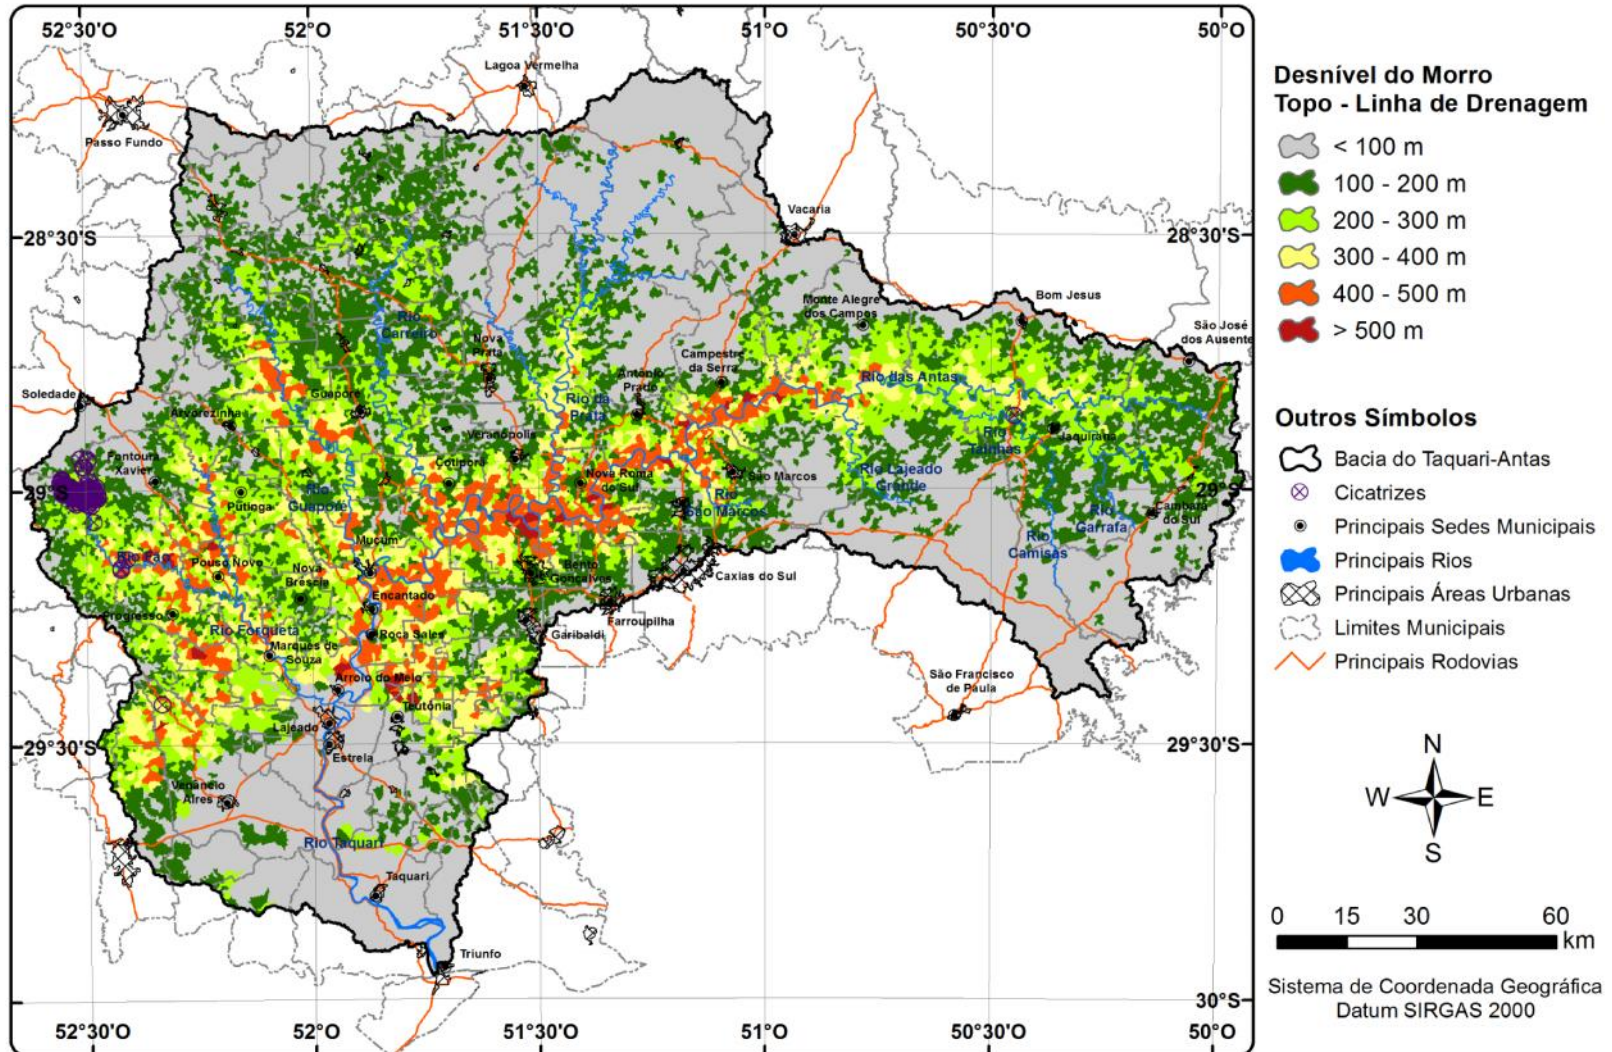 52°30'O
52°O
51°30'O
51°O
50°30'O
50°O
Lagoa Vermelha
Passo Fundo
Vacaria
28°30'S
28°30'S
Monte Alegre
dos Campos
Bom Jesus
São José
dos Ausente
Rio
Carreiro
Nova
Prata
Campestre
da Serra
Antônio
Prado
Rio das Antas
Soledade
Guaporé
Rio da
Prata
Arvorezinha
Veranópolis
Rio
Tainhas
Jaquirana
Fontoura
Xavier
Cotiporã
Nova Roma
do Sul
São Marcos
Rio Lajeado
Grande
29°S
29°S
Putinga
Rio
Guaporé
Rio
São Marcos
Rio
Garrafa
Cambará
do Sul
Rio
Camisas
Muçum
Rio Fão
Pouso Novo
Nova
Bréscia
Bento
Gonçalves
Caxias do Sul
Encantado
Progresso
Farroupilha
Rio Forqueta
Roca Sales
Garibaldi
Marques de
Souza
Arroio do Meio
São Francisco
de Paula
Teutônia
Lajeado
29°30'S
29°30'S
Estrela
Venâncio
Aires
Rio Taquari
Taquari
Triunfo
30°S
52°30'O
52°O
51°30'O
51°O
50°30'O
50°O
Desnível do Morro
Topo - Linha de Drenagem
< 100 m
100 - 200 m
200 - 300 m
300 - 400 m
400 - 500 m
> 500 m
Outros Símbolos
Bacia do Taquari-Antas
Cicatrizes
Principais Sedes Municipais
Principais Rios
Principais Áreas Urbanas
Limites Municipais
Principais Rodovias
N
W
E
S
0 15 30 60
km
Sistema de Coordenada Geográfica
Datum SIRGAS 2000